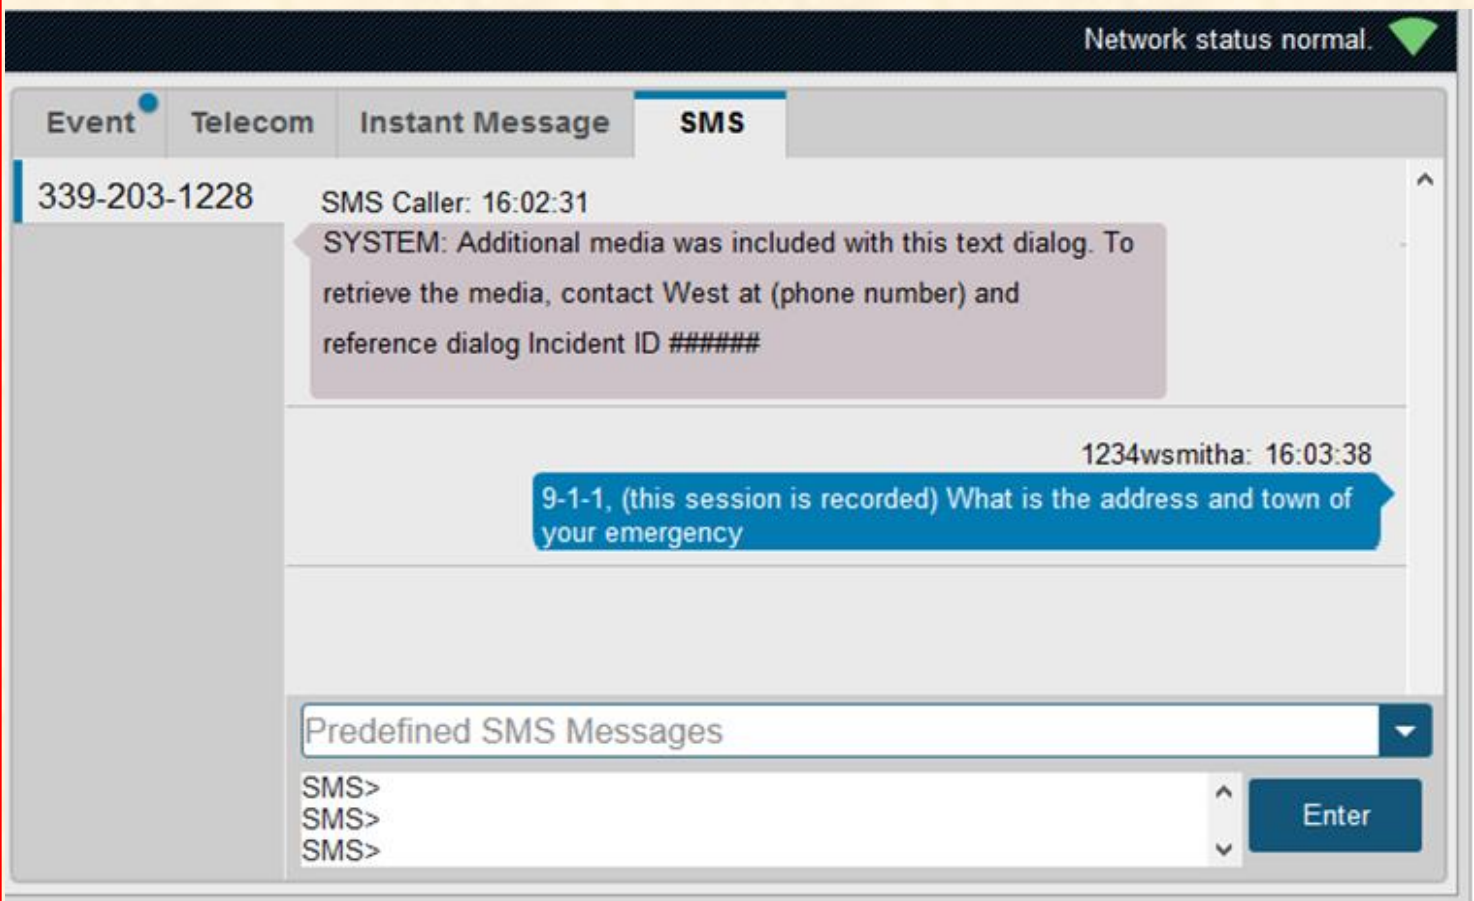 Network status normal.
Event Telecom Instant Message SMS
339-203-1228
SMS Caller: 16:02:31
SYSTEM: Additional media was included with this text dialog. To
retrieve the media, contact West at (phone number) and
reference dialog Incident ID ######
1234wsmitha: 16:03:38
9-1-1, (this session is recorded) What is the address and town of
your emergency
Predefined SMS Messages
SMS>
SMS>
SMS>
Enter